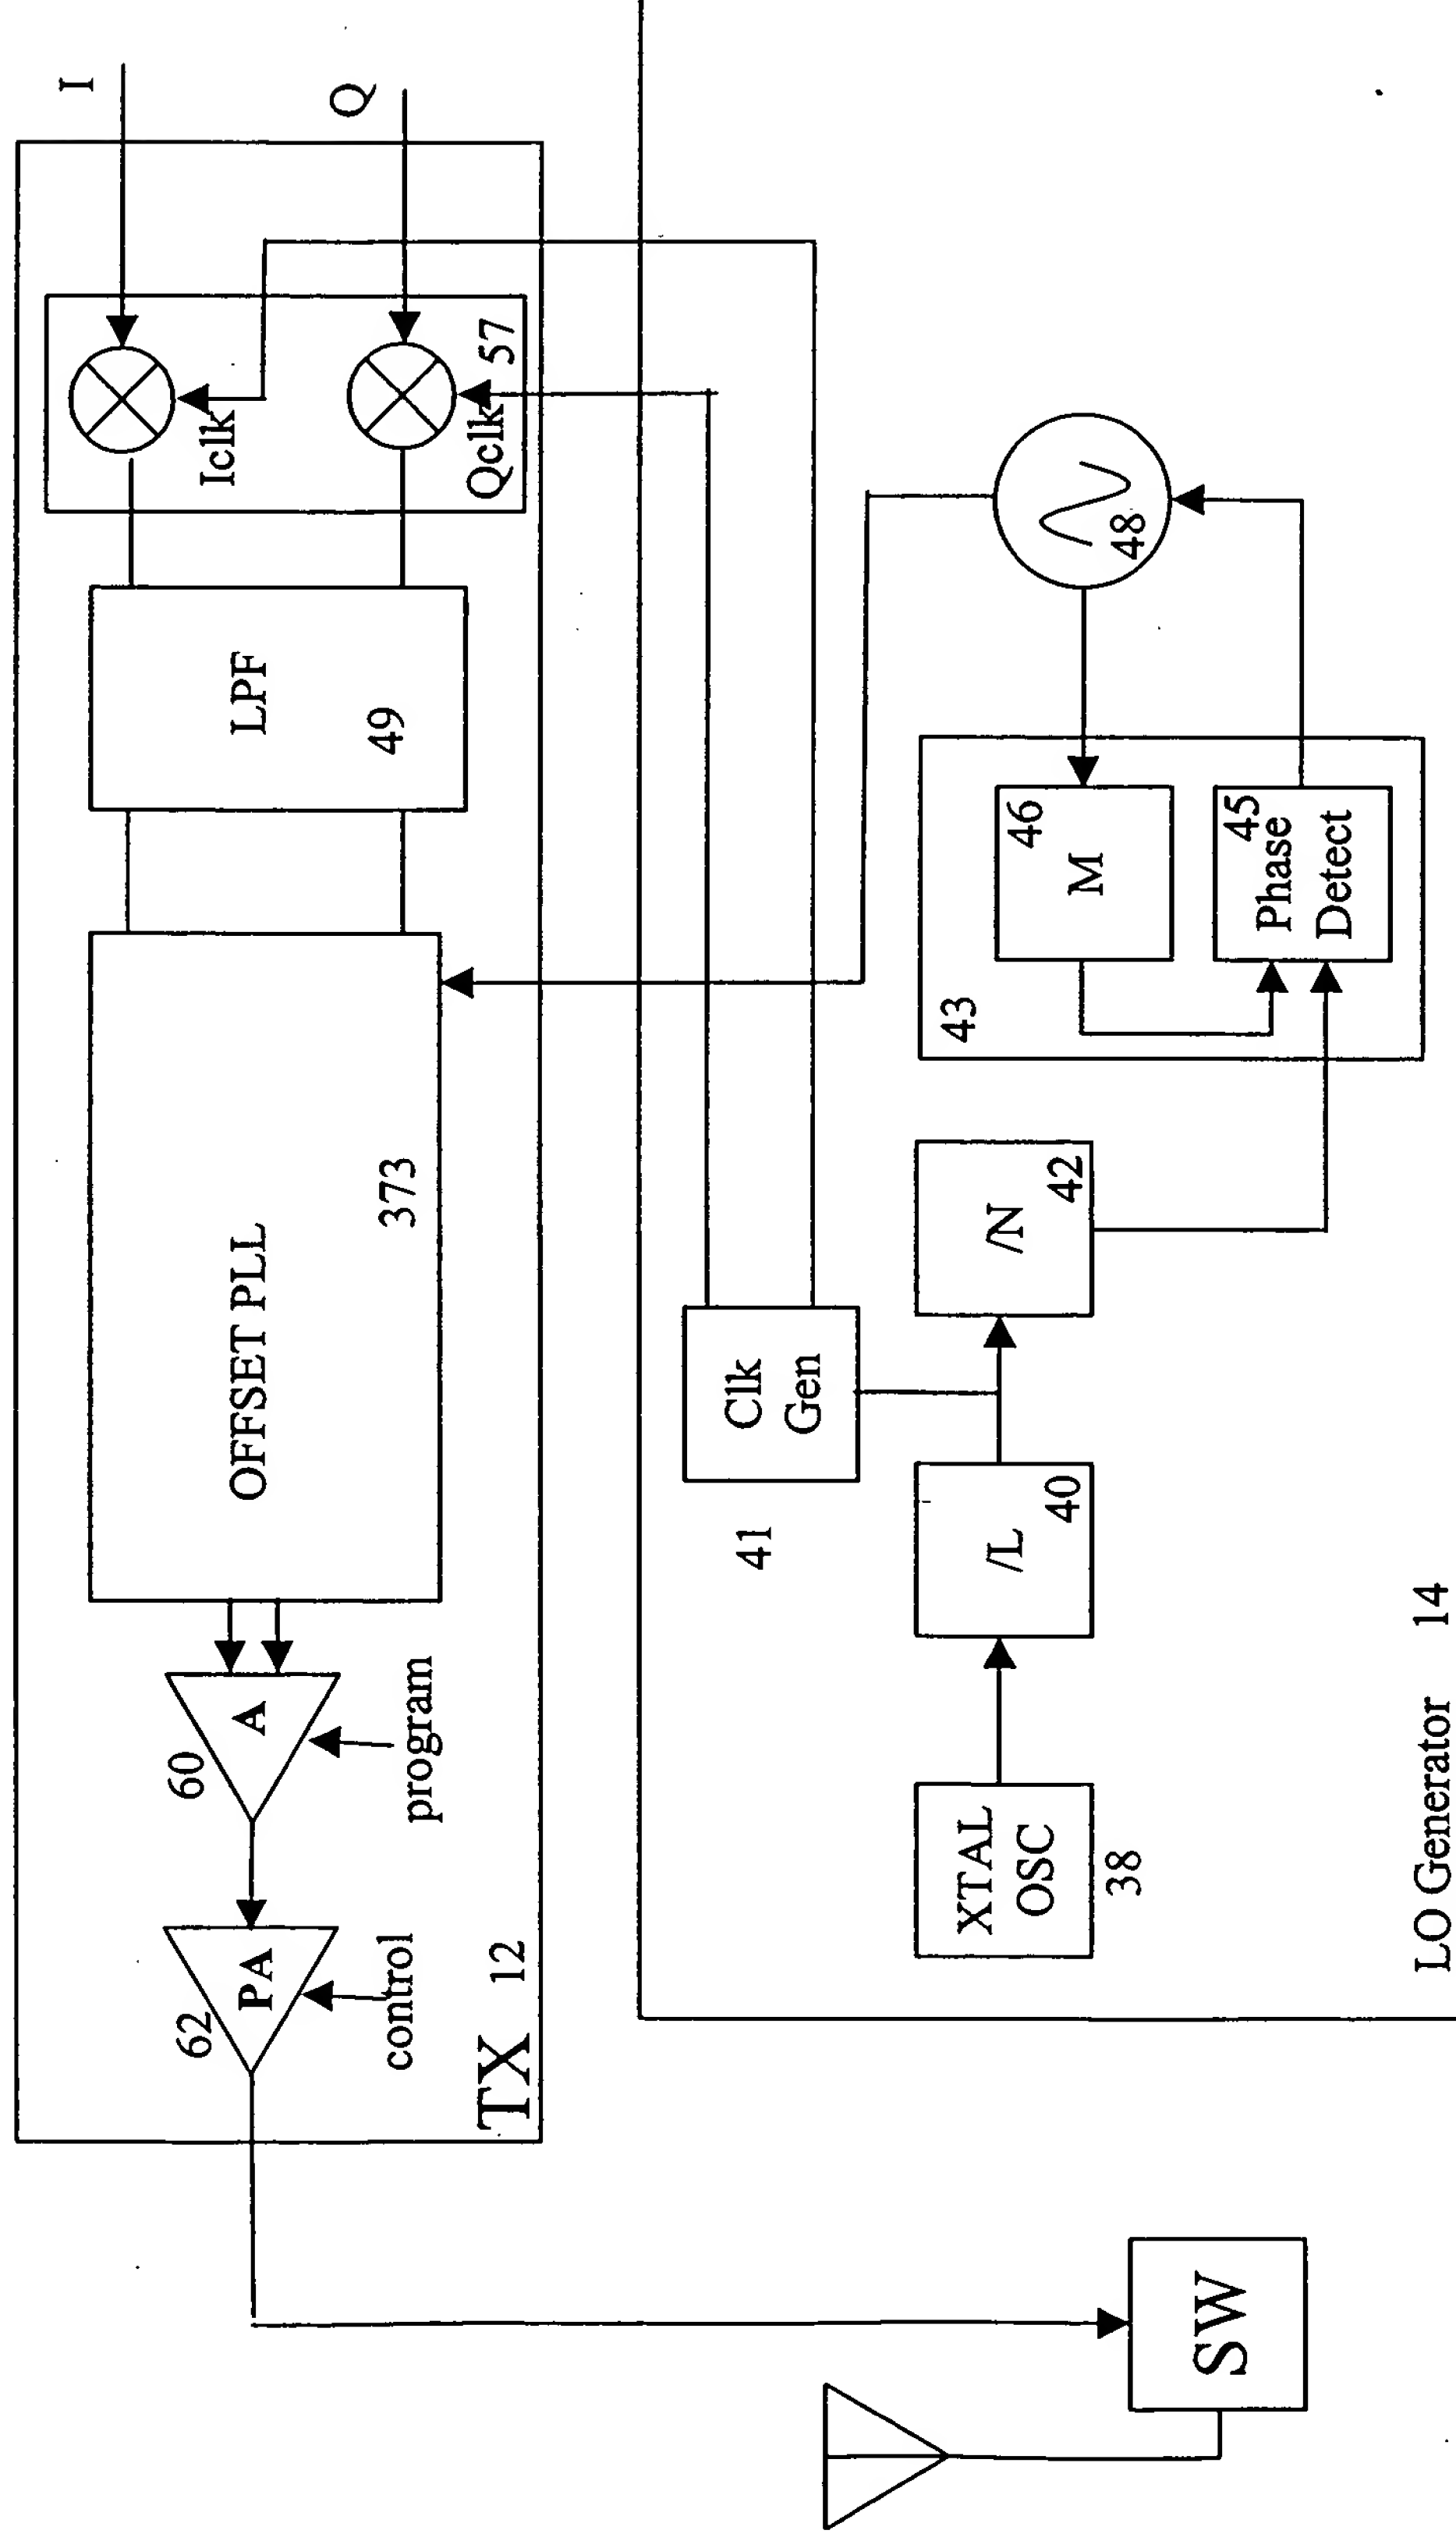 I
Q
Iclk
Qclk
57
LPF
49
OFFSET PLL
373
A
60
program
PA
62
control
TX 12
48
46
M
45
Phase
Detect
43
/N
42
Clk
Gen
41
/L
40
XTAL
OSC
38
LO Generator 14
SW